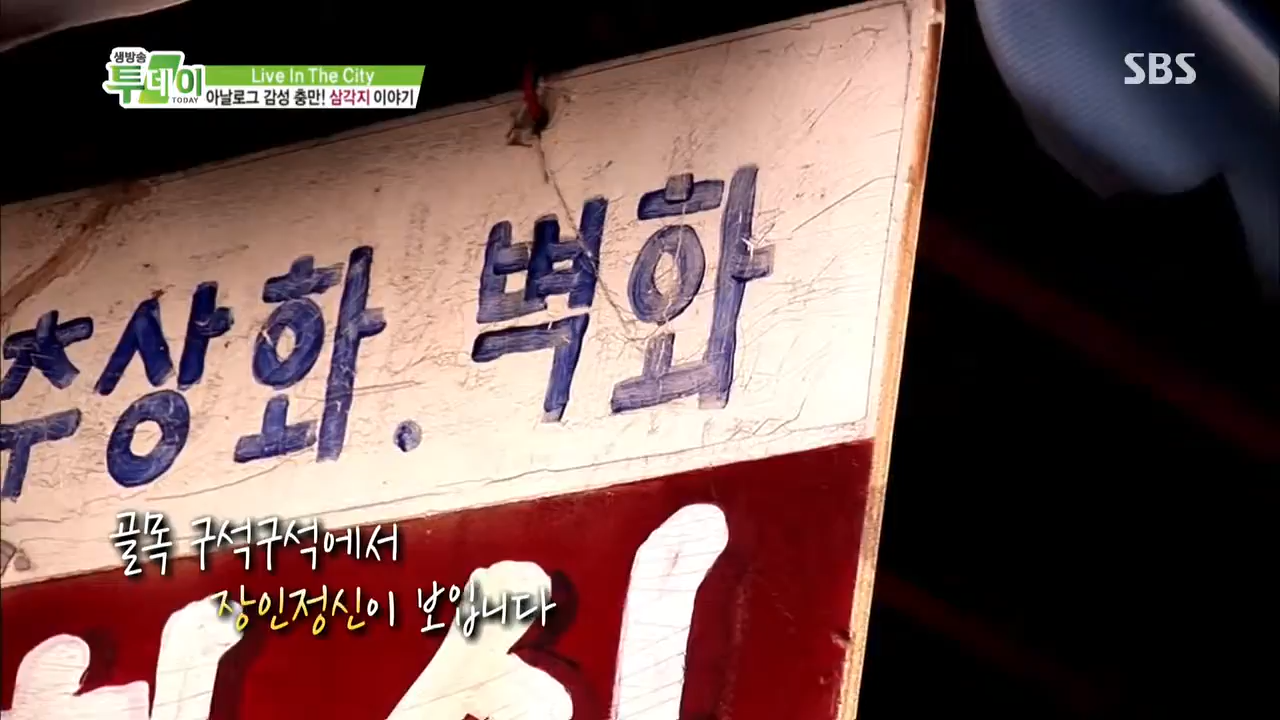 생방송
투데이
TODAY
Live In The City
아날로그 감성 충만! 삼각지 이야기
SBS
추상화. 벽화
골목 구석구석에서
장인정신이 보입니다